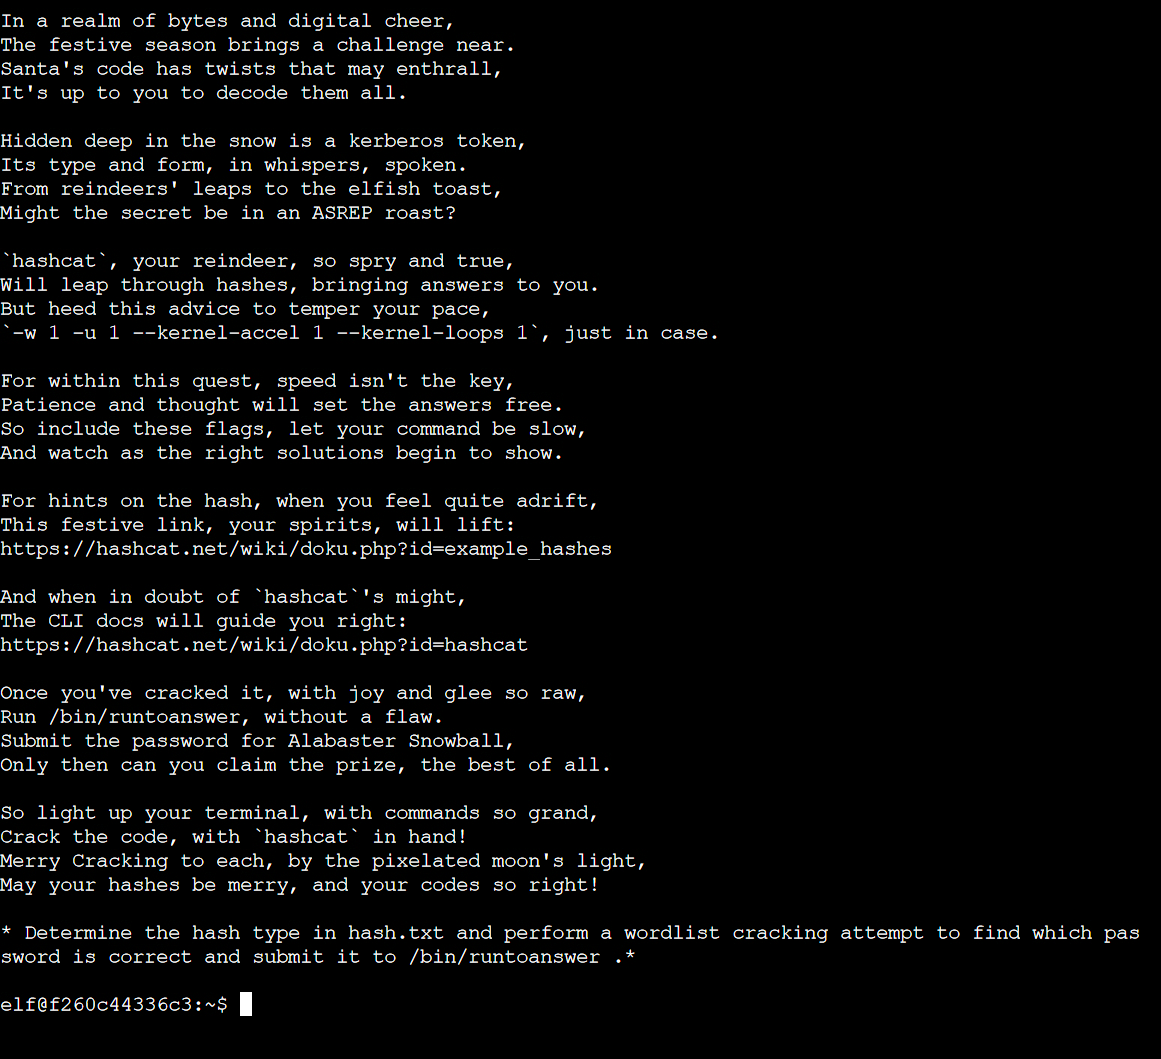 In a realm of bytes and digital cheer,
The festive season brings a challenge near.
Santa's code has twists that may enthrall,
It's up to you to decode them all.
Hidden deep in the snow is a kerberos token,
Its type and form, in whispers, spoken.
From reindeers' leaps to the elfish toast,
Might the secret be in an ASREP roast?
`hashcat`, your reindeer, so spry and true,
Will leap through hashes, bringing answers to you.
But heed this advice to temper your pace,
`-w 1 -u 1 --kernel-accel 1 --kernel-loops 1`, just in case.
For within this quest, speed isn't the key,
Patience and thought will set the answers free.
So include these flags, let your command be slow,
And watch as the right solutions begin to show.
For hints on the hash, when you feel quite adrift,
This festive link, your spirits, will lift:
https://hashcat.net/wiki/doku.php?id=example_hashes
And when in doubt of `hashcat`'s might,
The CLI docs will guide you right:
https://hashcat.net/wiki/doku.php?id=hashcat
Once you've cracked it, with joy and glee so raw,
Run /bin/runtoanswer, without a flaw.
Submit the password for Alabaster Snowball,
Only then can you claim the prize, the best of all.
So light up your terminal, with commands so grand,
Crack the code, with `hashcat` in hand!
Merry Cracking to each, by the pixelated moon's light,
May your hashes be merry, and your codes so right!
* Determine the hash type in hash.txt and perform a wordlist cracking attempt to find which pas
sword is correct and submit it to /bin/runtoanswer .*
elf@f260c44336c3:~$